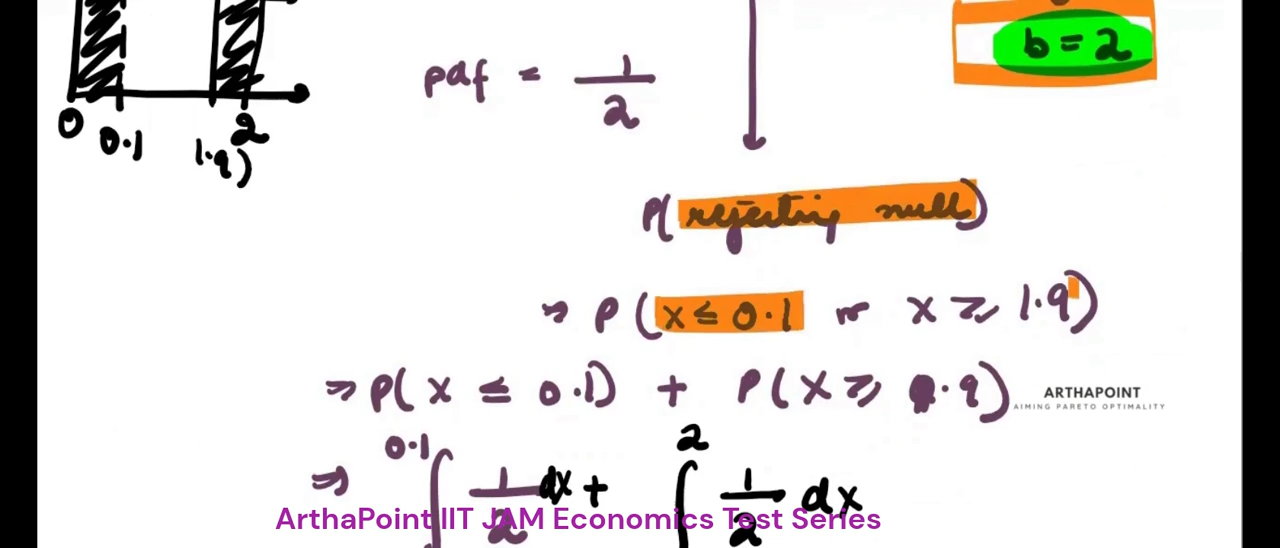 b = 2
pdf = 1/2
0 0.1 1.9) 2
P(rejecting null)
⇒ P(x ≤ 0.1 or x ≥ 1.9)
⇒ P(x ≤ 0.1) + P(x ≥ .9)
ARTHAPOINT
AIMING PARETO OPTIMALITY
⇒ ∫^0.1 1/2 dx + ∫^2 1/2 dx
ArthaPoint IIT JAM Economics Test Series